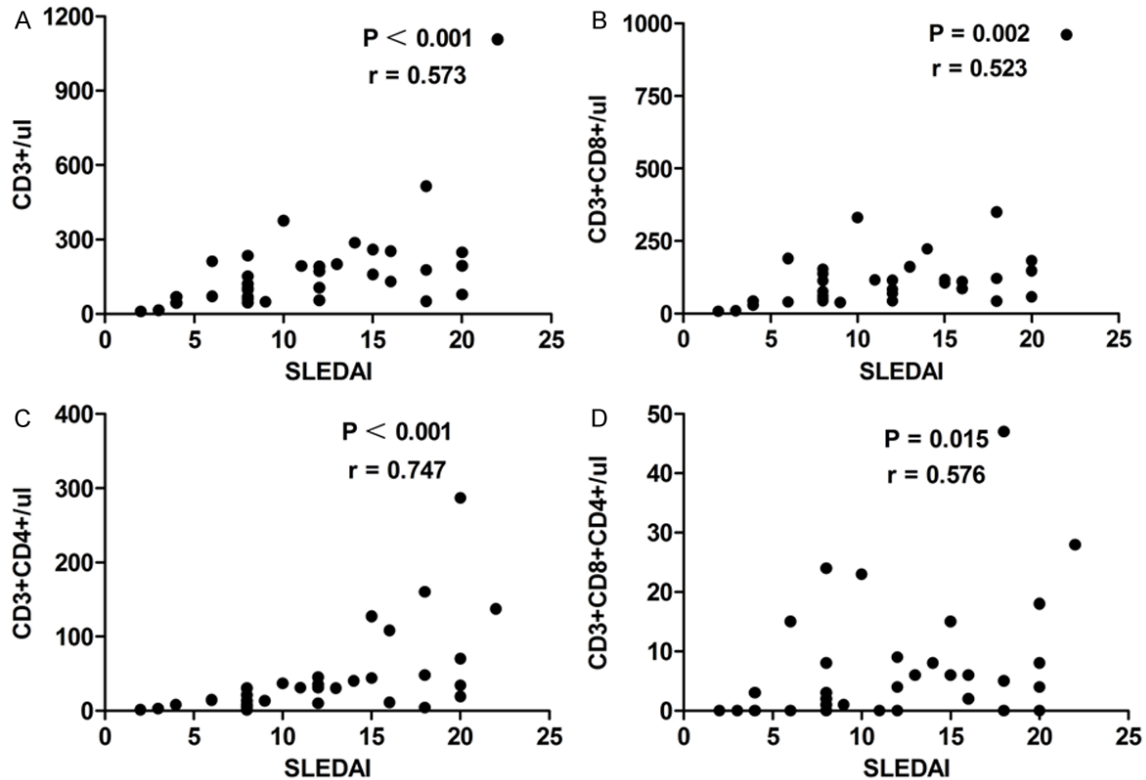 A
1200
900
600
300
0
CD3+/ul
P < 0.001
r = 0.573
0 5 10 15 20 25
SLEDAI
B
1000
750
500
250
0
CD3+CD8+/ul
P = 0.002
r = 0.523
0 5 10 15 20 25
SLEDAI
C
400
300
200
100
0
CD3+CD4+/ul
P < 0.001
r = 0.747
0 5 10 15 20 25
SLEDAI
D
50
40
30
20
10
0
CD3+CD8+CD4+/ul
P = 0.015
r = 0.576
0 5 10 15 20 25
SLEDAI